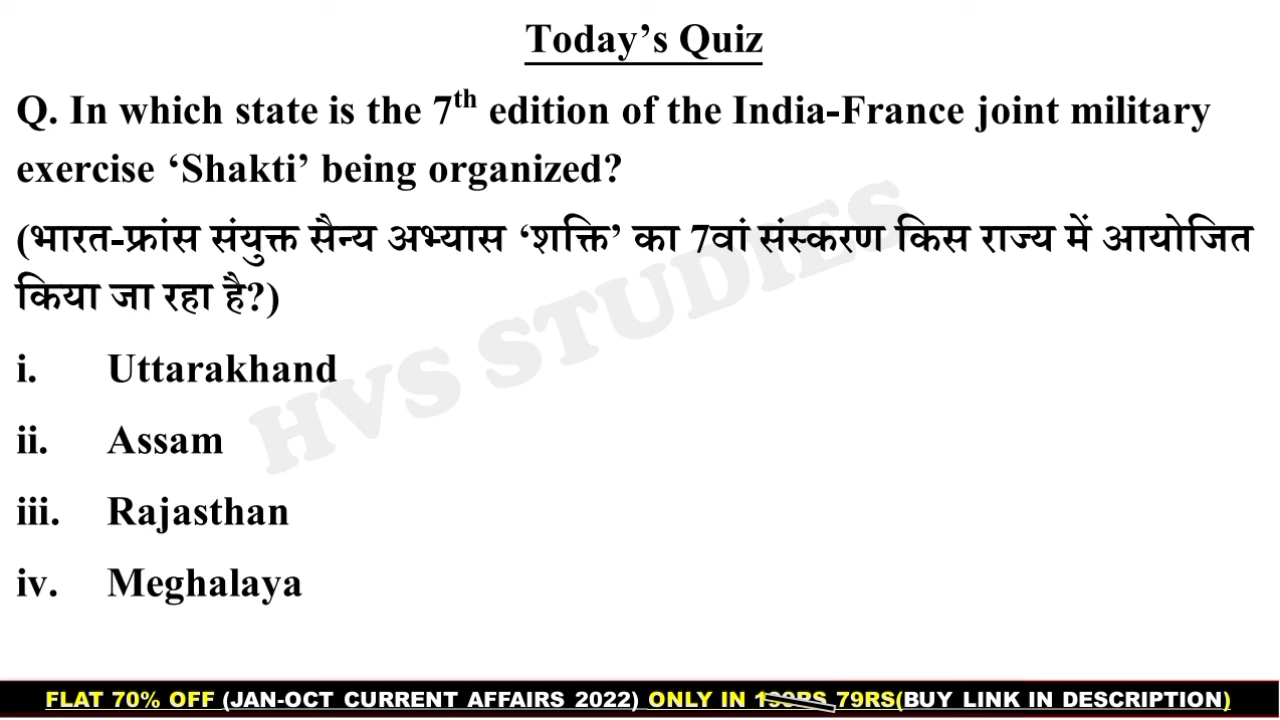 Today’s Quiz
Q. In which state is the 7th edition of the India-France joint military
exercise ‘Shakti’ being organized?
(भारत-फ्रांस संयुक्त सैन्य अभ्यास ‘शक्ति’ का 7वां संस्करण किस राज्य में आयोजित
किया जा रहा है?)
HVS STUDIES
i. Uttarakhand
ii. Assam
iii. Rajasthan
iv. Meghalaya
FLAT 70% OFF (JAN-OCT CURRENT AFFAIRS 2022) ONLY IN 79RS(BUY LINK IN DESCRIPTION)